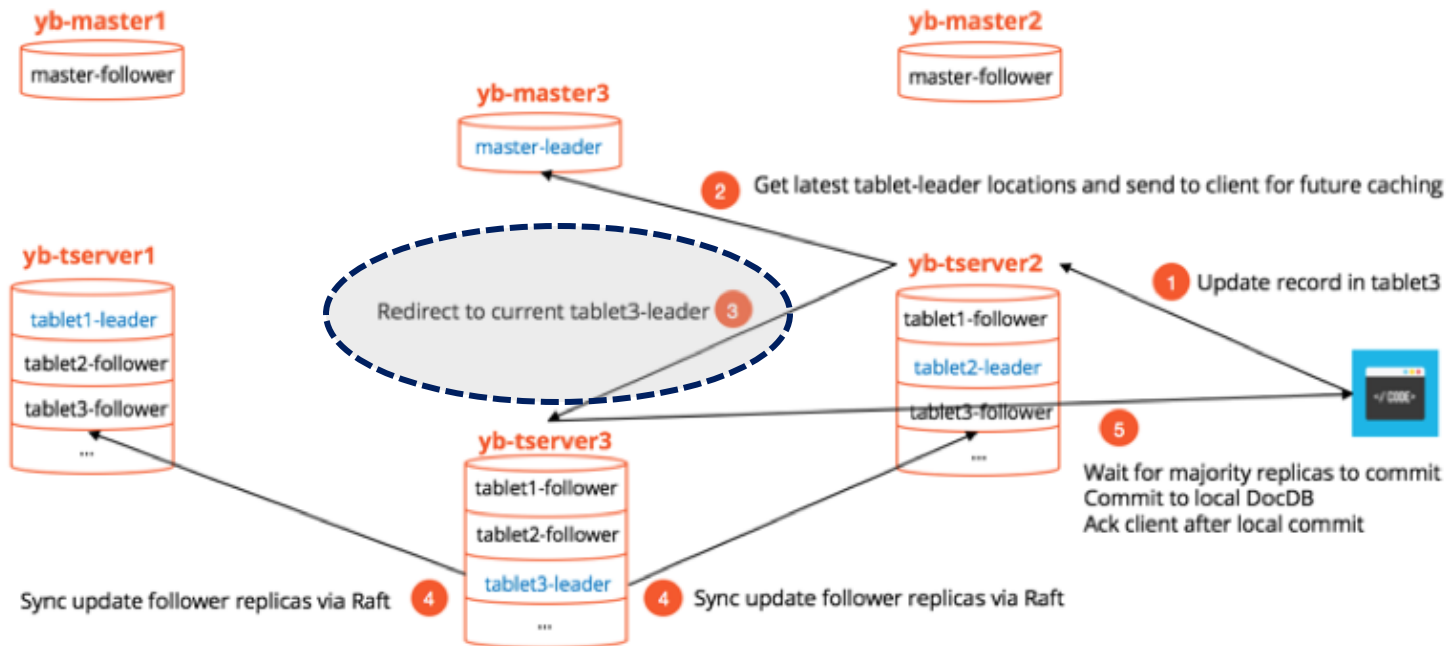 yb-master1
master-follower
yb-master2
master-follower
yb-master3
master-leader
2 Get latest tablet-leader locations and send to client for future caching
yb-tserver1
tablet1-leader
tablet2-follower
tablet3-follower
...
Redirect to current tablet3-leader 3
yb-tserver2
tablet1-follower
tablet2-leader
tablet3-follower
...
1 Update record in tablet3
</ CODE>
5
Wait for majority replicas to commit
Commit to local DocDB
Ack client after local commit
yb-tserver3
tablet1-follower
tablet2-follower
tablet3-leader
...
Sync update follower replicas via Raft 4
4 Sync update follower replicas via Raft